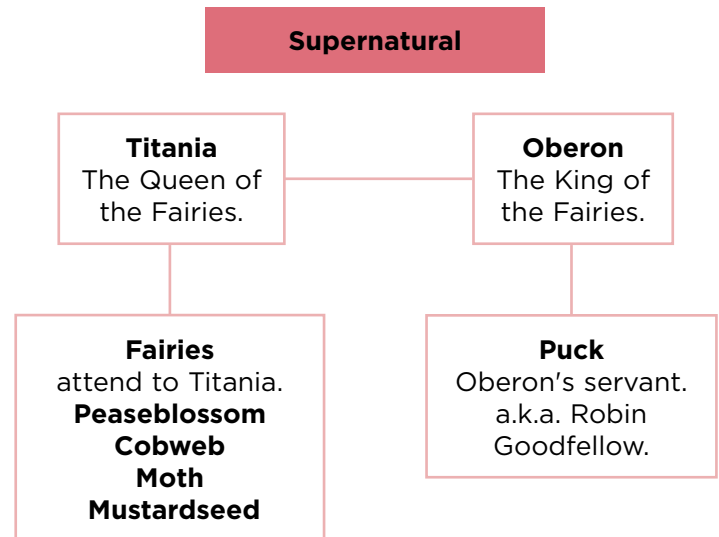 Supernatural
Titania
The Queen of
the Fairies.
Oberon
The King of
the Fairies.
Fairies
attend to Titania.
Peaseblossom
Cobweb
Moth
Mustardseed
Puck
Oberon's servant.
a.k.a. Robin
Goodfellow.